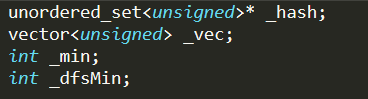 unordered_set<unsigned>* _hash;
vector<unsigned> _vec;
int _min;
int _dfsMin;